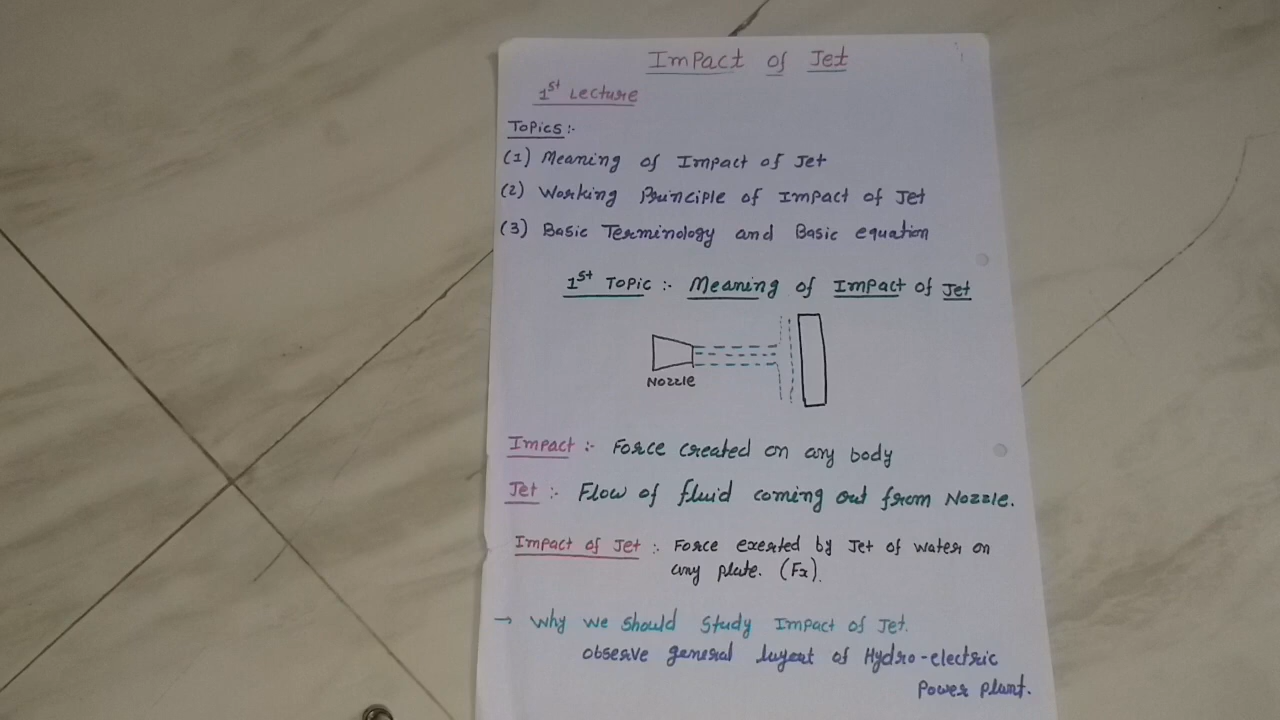 Impact of Jet
1st Lecture
Topics :-
(1) Meaning of Impact of Jet
(2) Working Principle of Impact of Jet
(3) Basic Terminology and Basic equation
1st Topic :- Meaning of Impact of Jet
Nozzle
Impact :- Force created on any body
Jet :- Flow of fluid coming out from Nozzle.
Impact of Jet :- Force exerted by Jet of water on
any plate. (Fx).
→ Why we should study Impact of Jet.
observe general layout of Hydro-electric
Power plant.